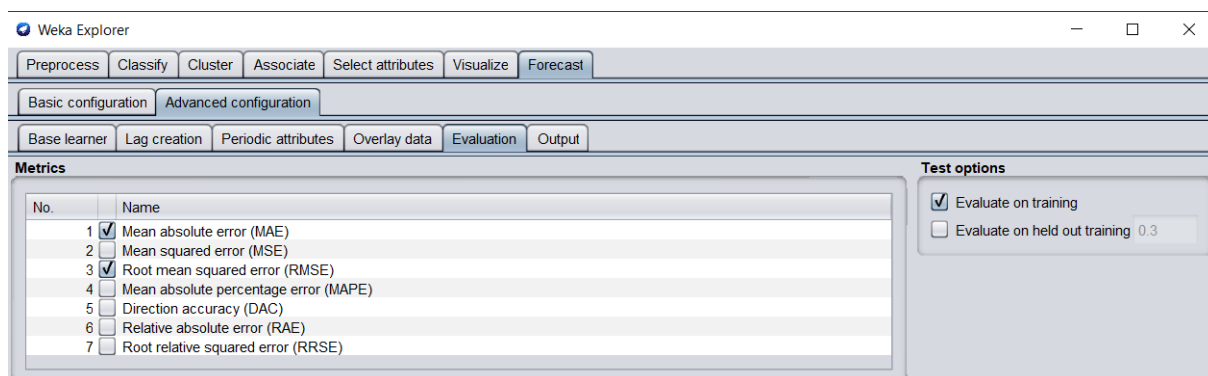 Weka Explorer
Preprocess Classify Cluster Associate Select attributes Visualize Forecast
Basic configuration Advanced configuration
Base learner Lag creation Periodic attributes Overlay data Evaluation Output
Metrics
No. Name
1 Mean absolute error (MAE)
2 Mean squared error (MSE)
3 Root mean squared error (RMSE)
4 Mean absolute percentage error (MAPE)
5 Direction accuracy (DAC)
6 Relative absolute error (RAE)
7 Root relative squared error (RRSE)
Test options
Evaluate on training
Evaluate on held out training 0.3